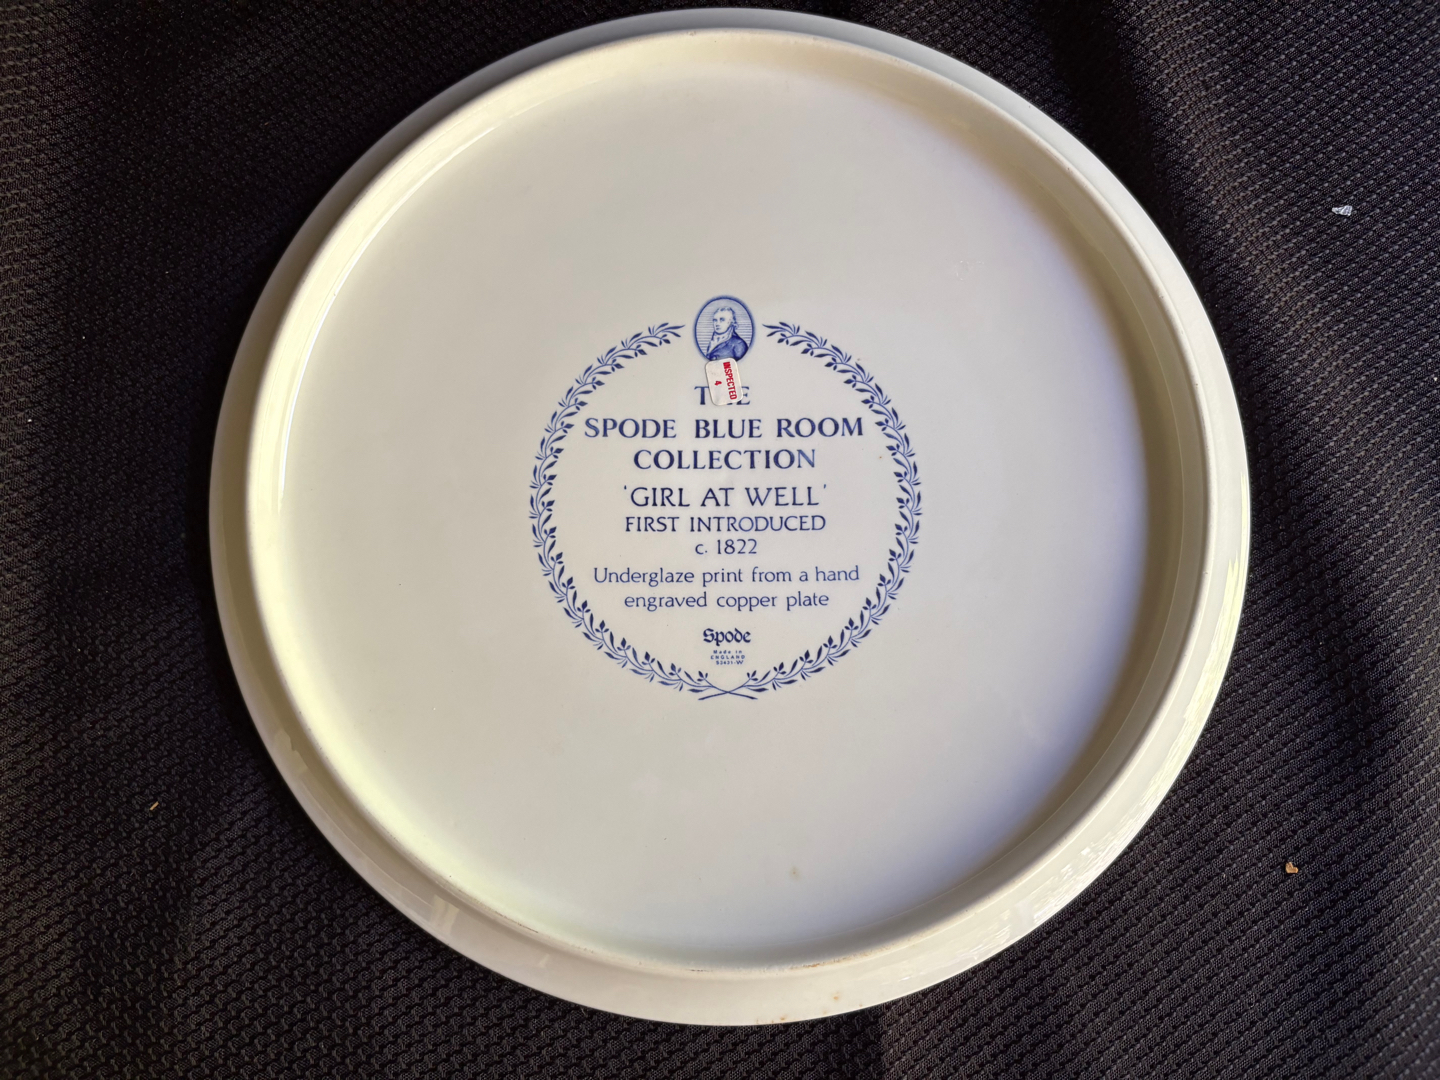 INSPECTED
4
SPODE BLUE ROOM
COLLECTION
'GIRL AT WELL'
FIRST INTRODUCED
c. 1822
Underglaze print from a hand
engraved copper plate
Spode
Made in
ENGLAND